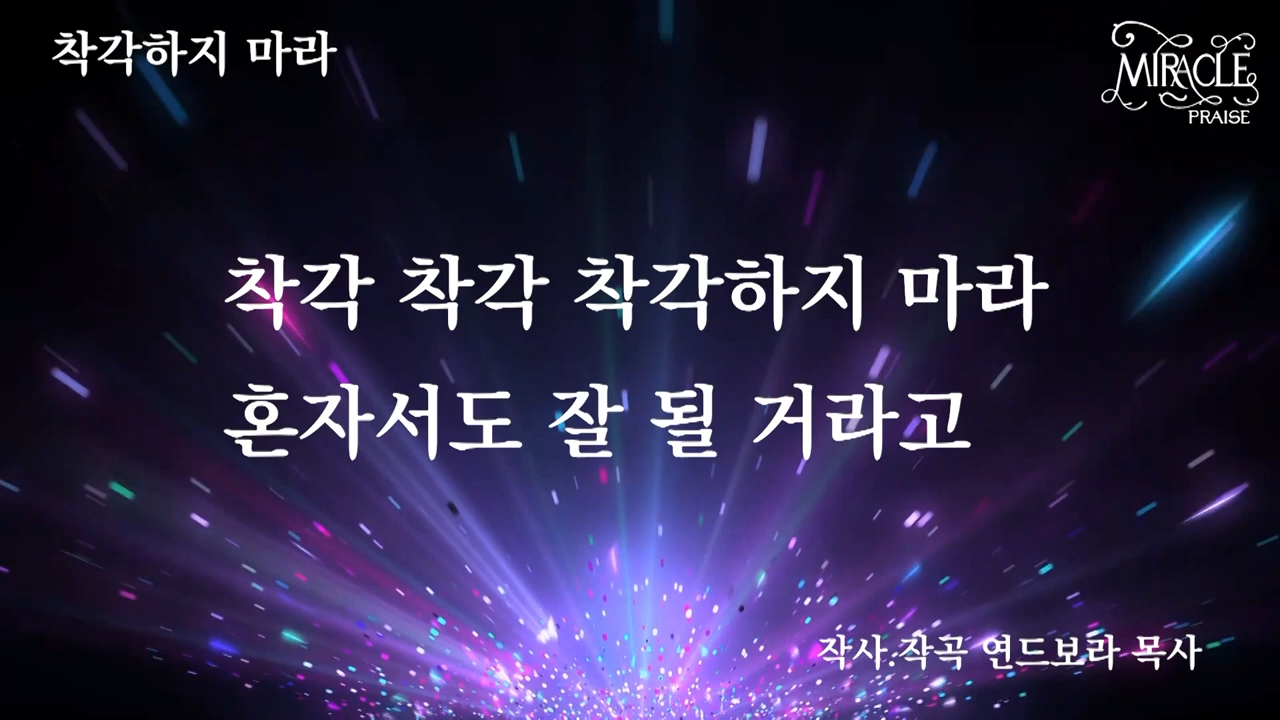 착각하지 마라
MIRACLE
PRAISE
착각 착각 착각하지 마라
혼자서도 잘 될 거라고
작사.작곡 연드보라 목사